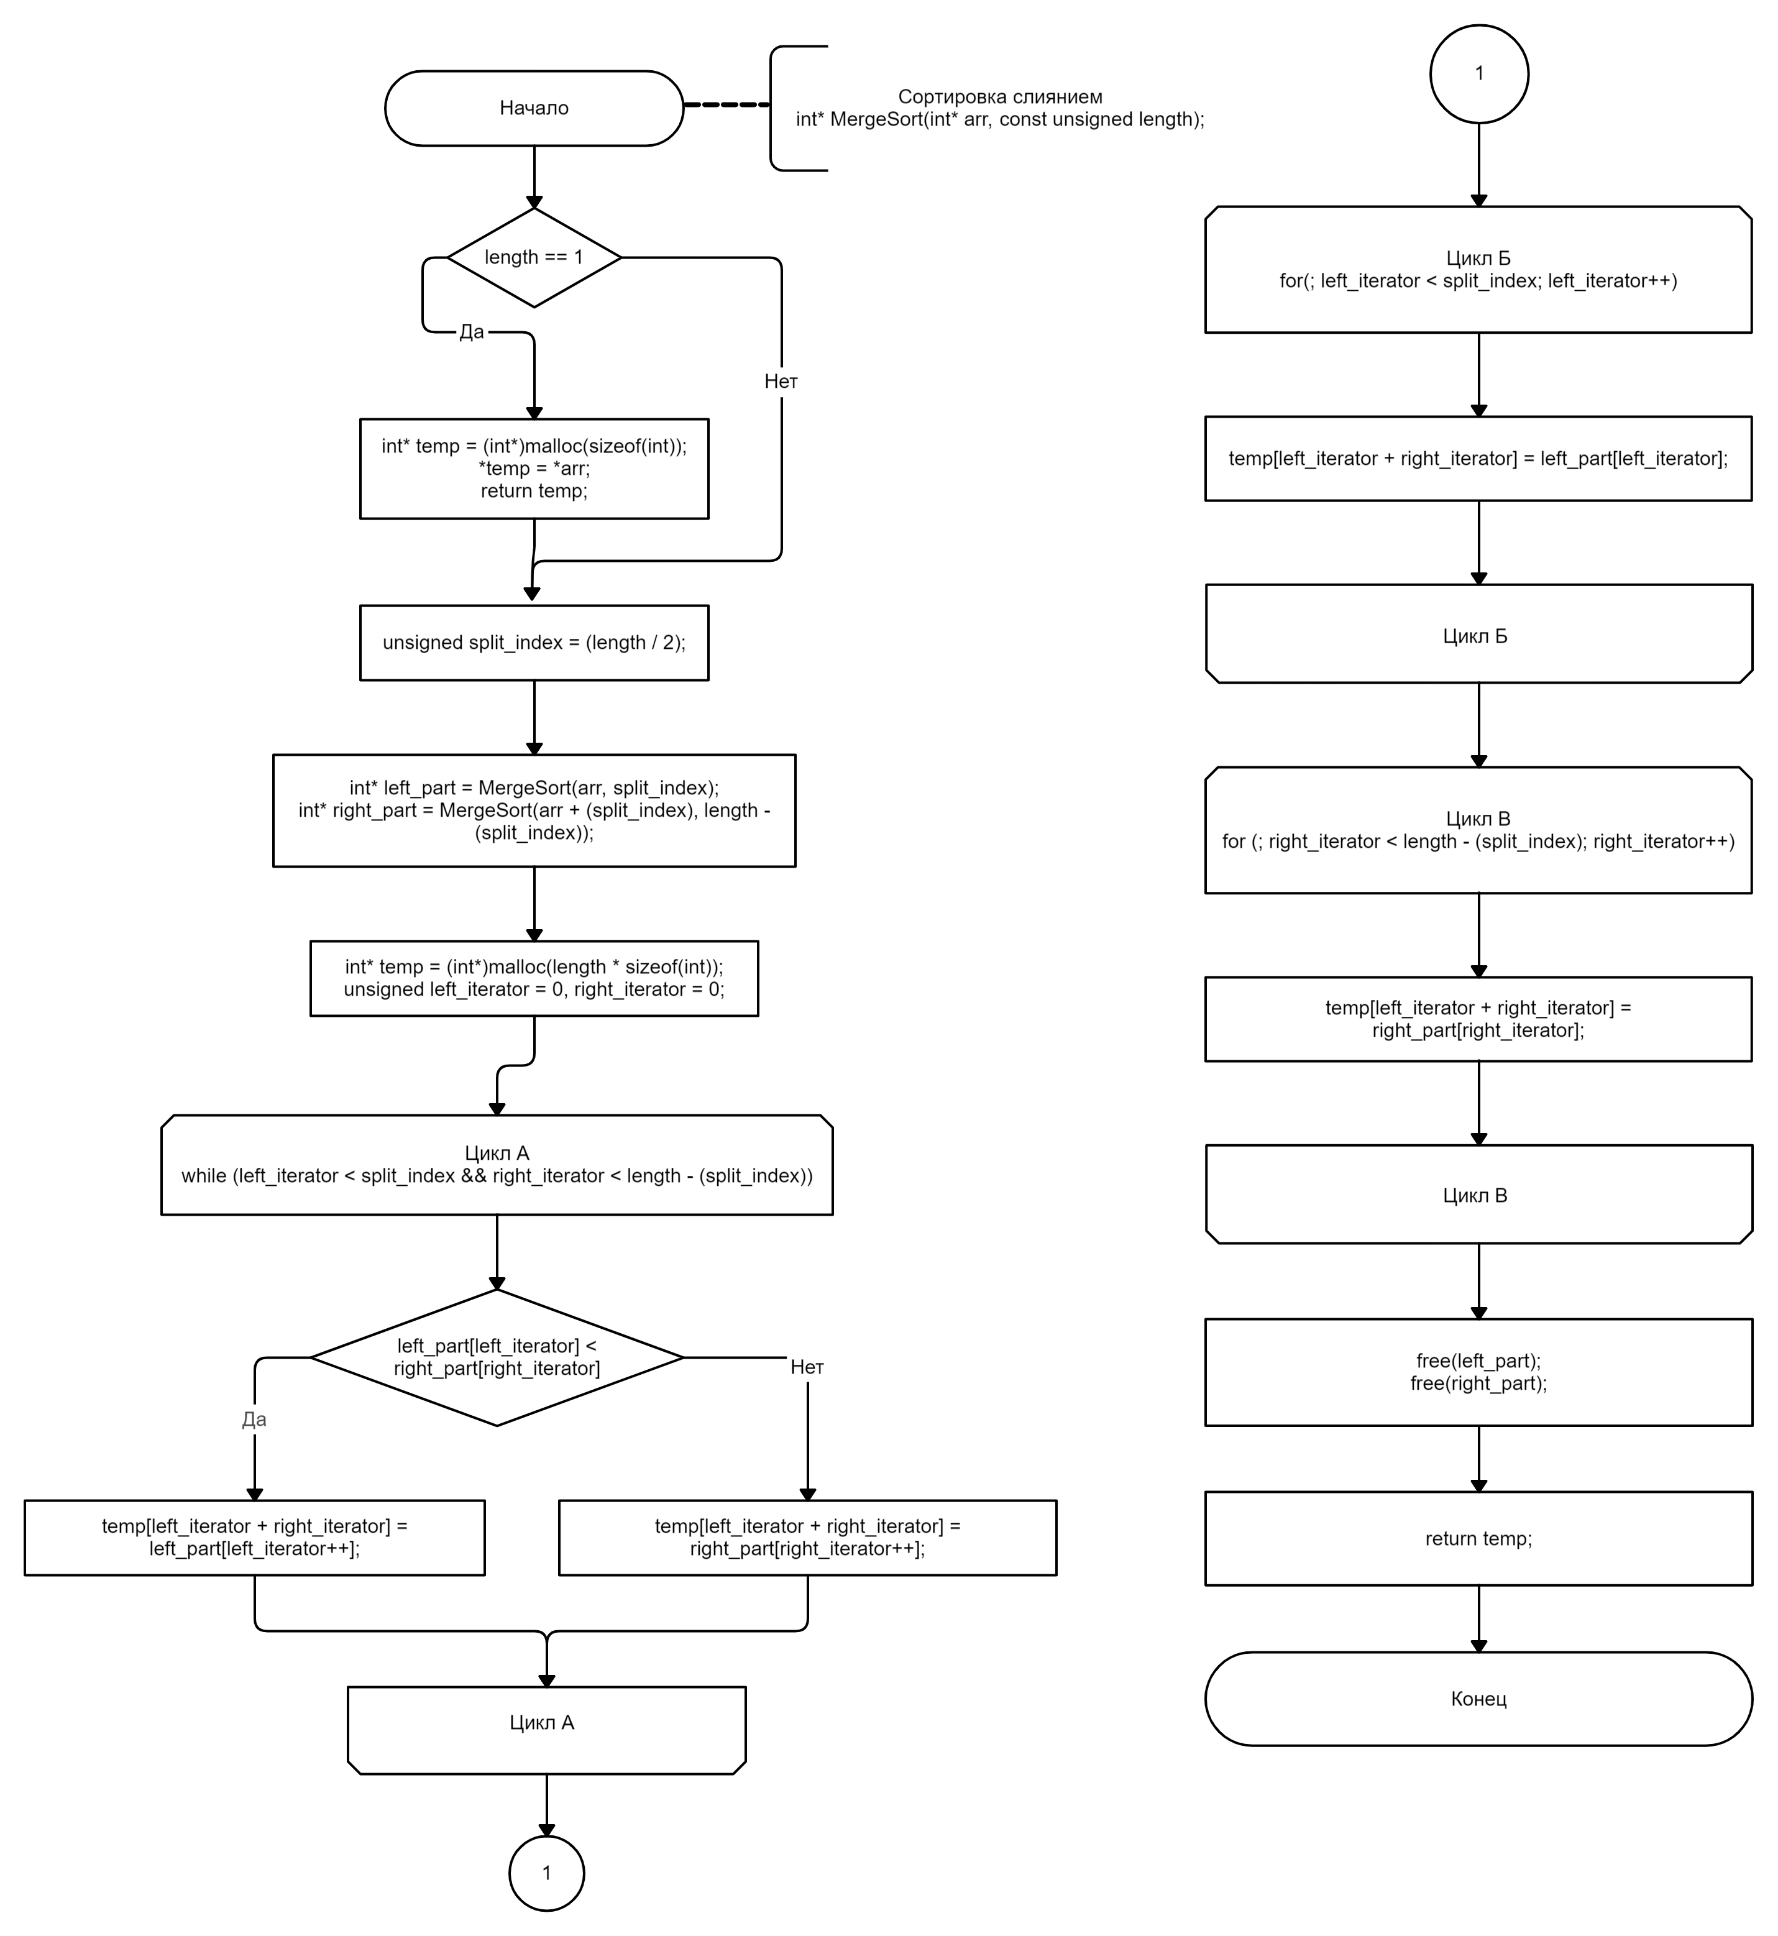 Начало
Сортировка слиянием
int* MergeSort(int* arr, const unsigned length);
length == 1
Да
Нет
int* temp = (int*)malloc(sizeof(int));
*temp = *arr;
return temp;
unsigned split_index = (length / 2);
int* left_part = MergeSort(arr, split_index);
int* right_part = MergeSort(arr + (split_index), length -
(split_index));
int* temp = (int*)malloc(length * sizeof(int));
unsigned left_iterator = 0, right_iterator = 0;
Цикл А
while (left_iterator < split_index && right_iterator < length - (split_index))
left_part[left_iterator] <
right_part[right_iterator]
Да
Нет
temp[left_iterator + right_iterator] =
left_part[left_iterator++];
temp[left_iterator + right_iterator] =
right_part[right_iterator++];
Цикл А
1
1
Цикл Б
for(; left_iterator < split_index; left_iterator++)
temp[left_iterator + right_iterator] = left_part[left_iterator];
Цикл Б
Цикл В
for (; right_iterator < length - (split_index); right_iterator++)
temp[left_iterator + right_iterator] =
right_part[right_iterator];
Цикл В
free(left_part);
free(right_part);
return temp;
Конец